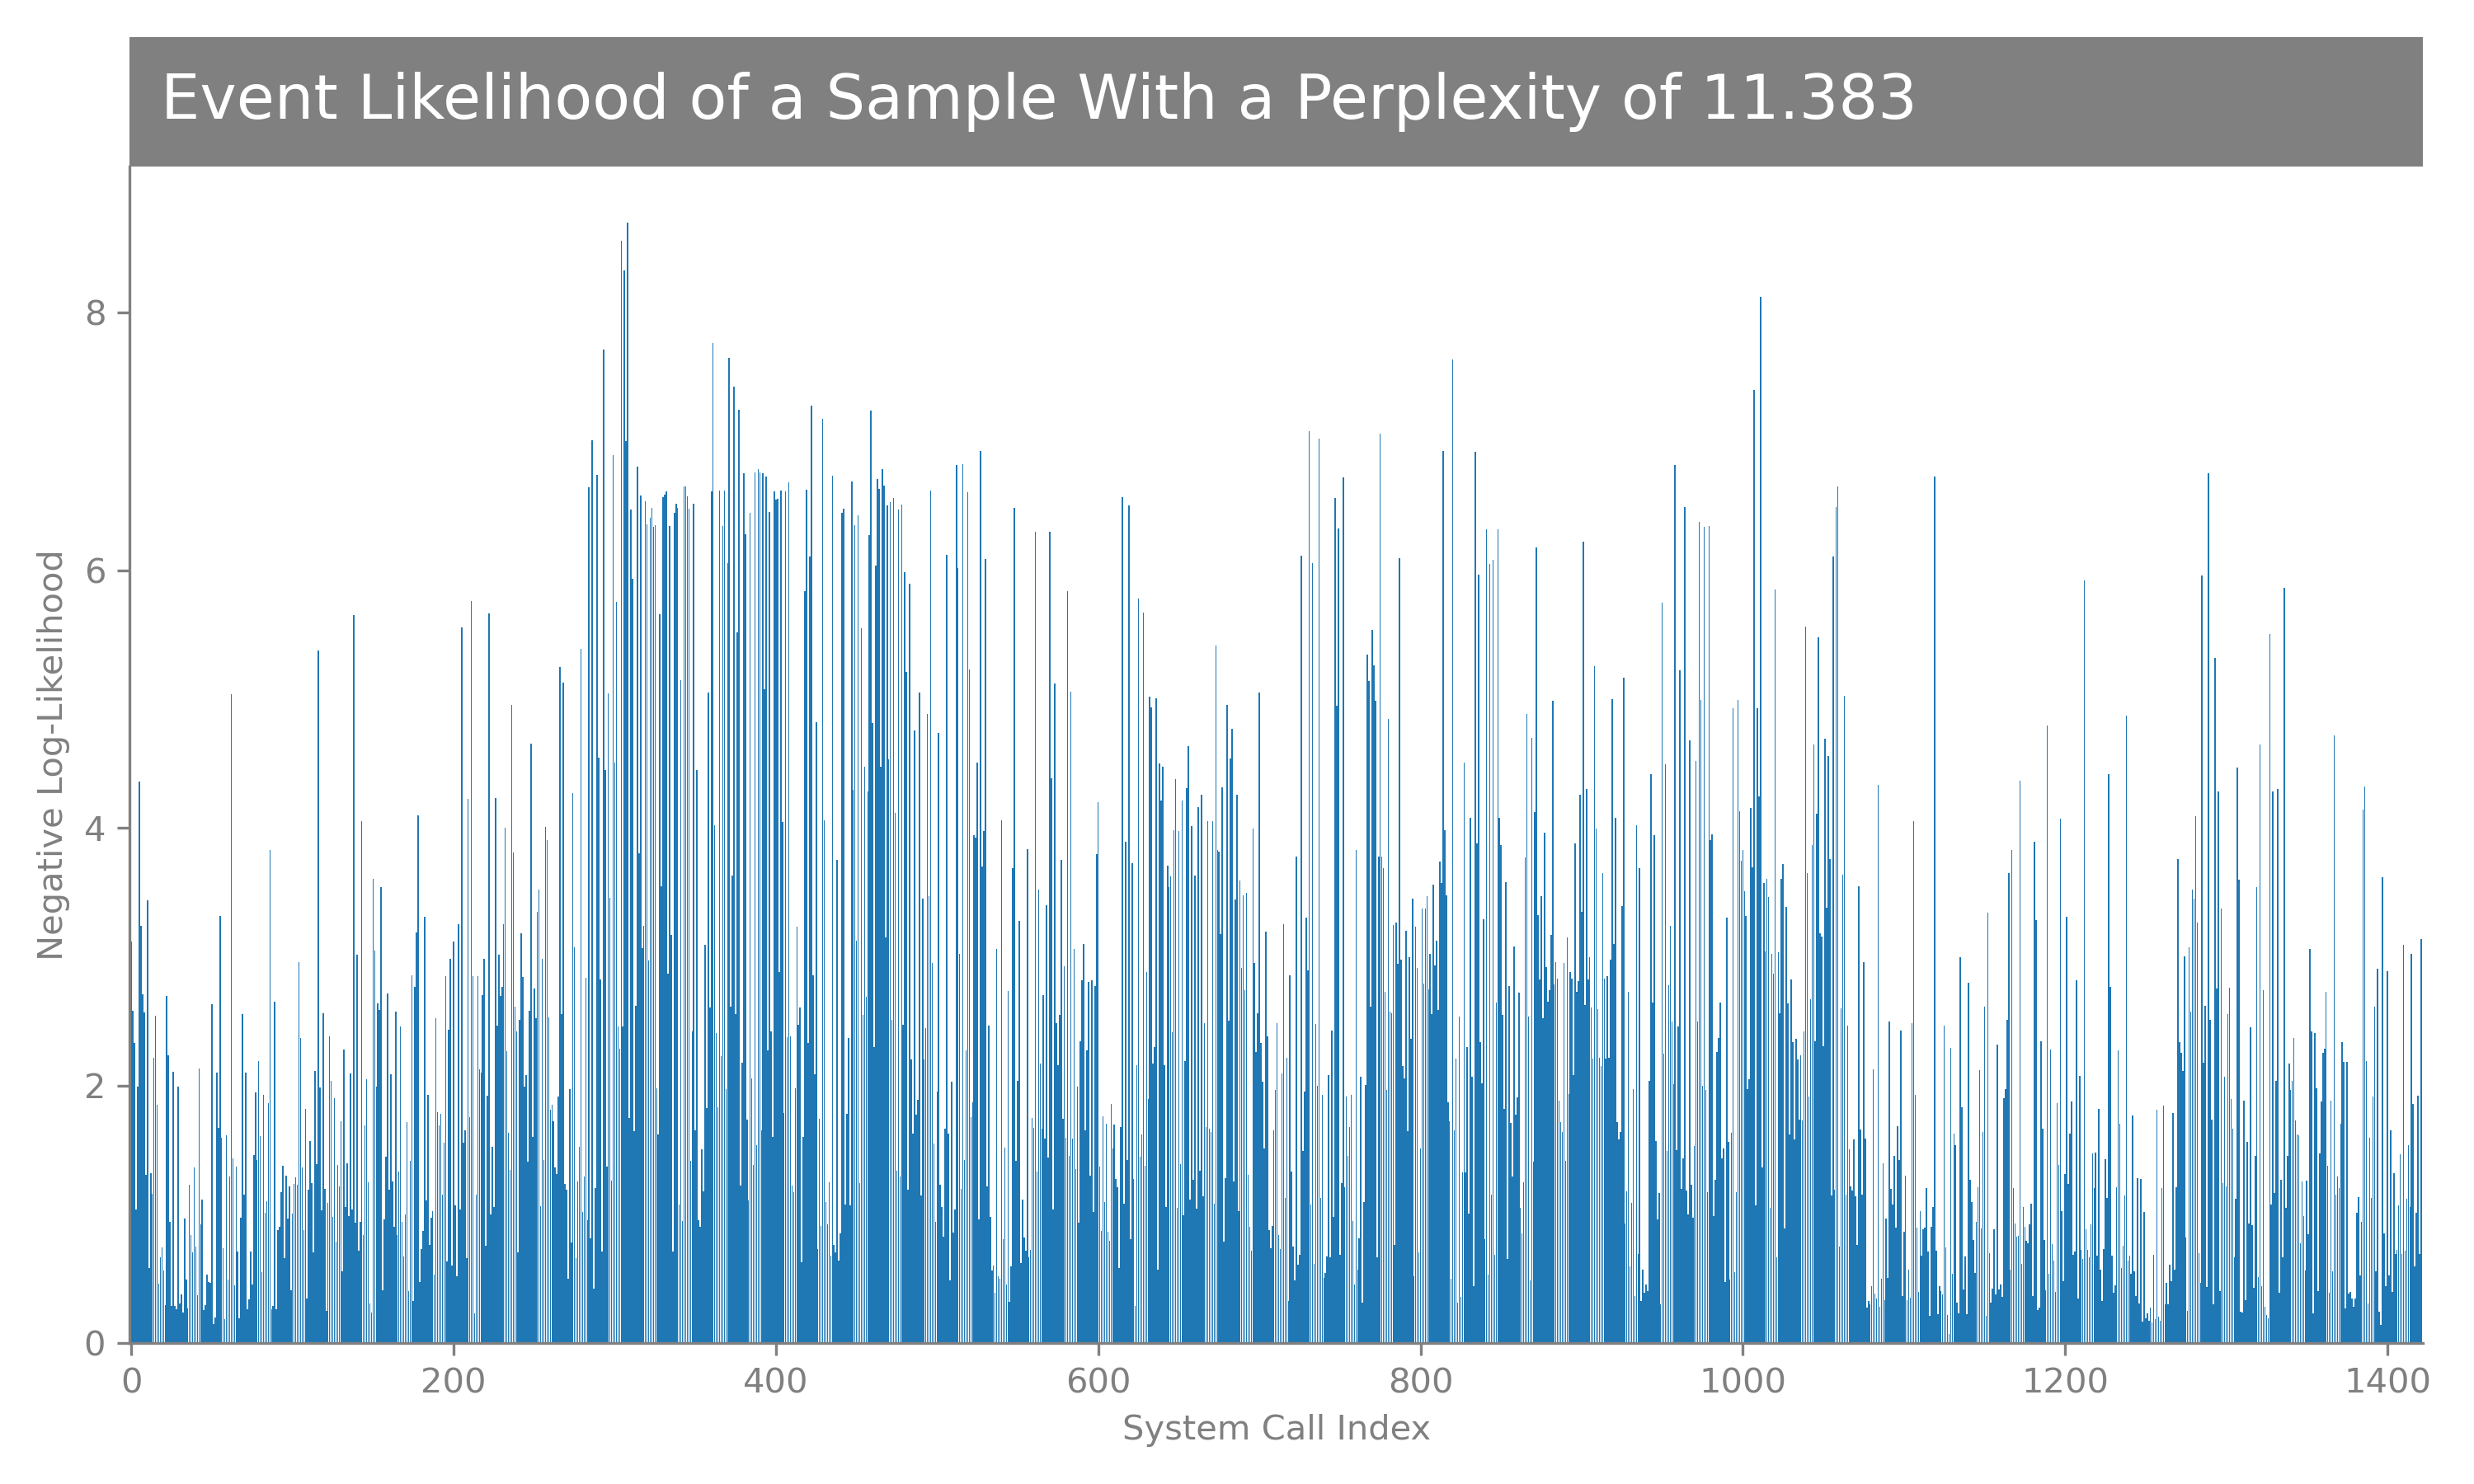 Event Likelihood of a Sample With a Perplexity of 11.383
Negative Log-Likelihood
8
6
4
2
0
0 200 400 600 800 1000 1200 1400
System Call Index